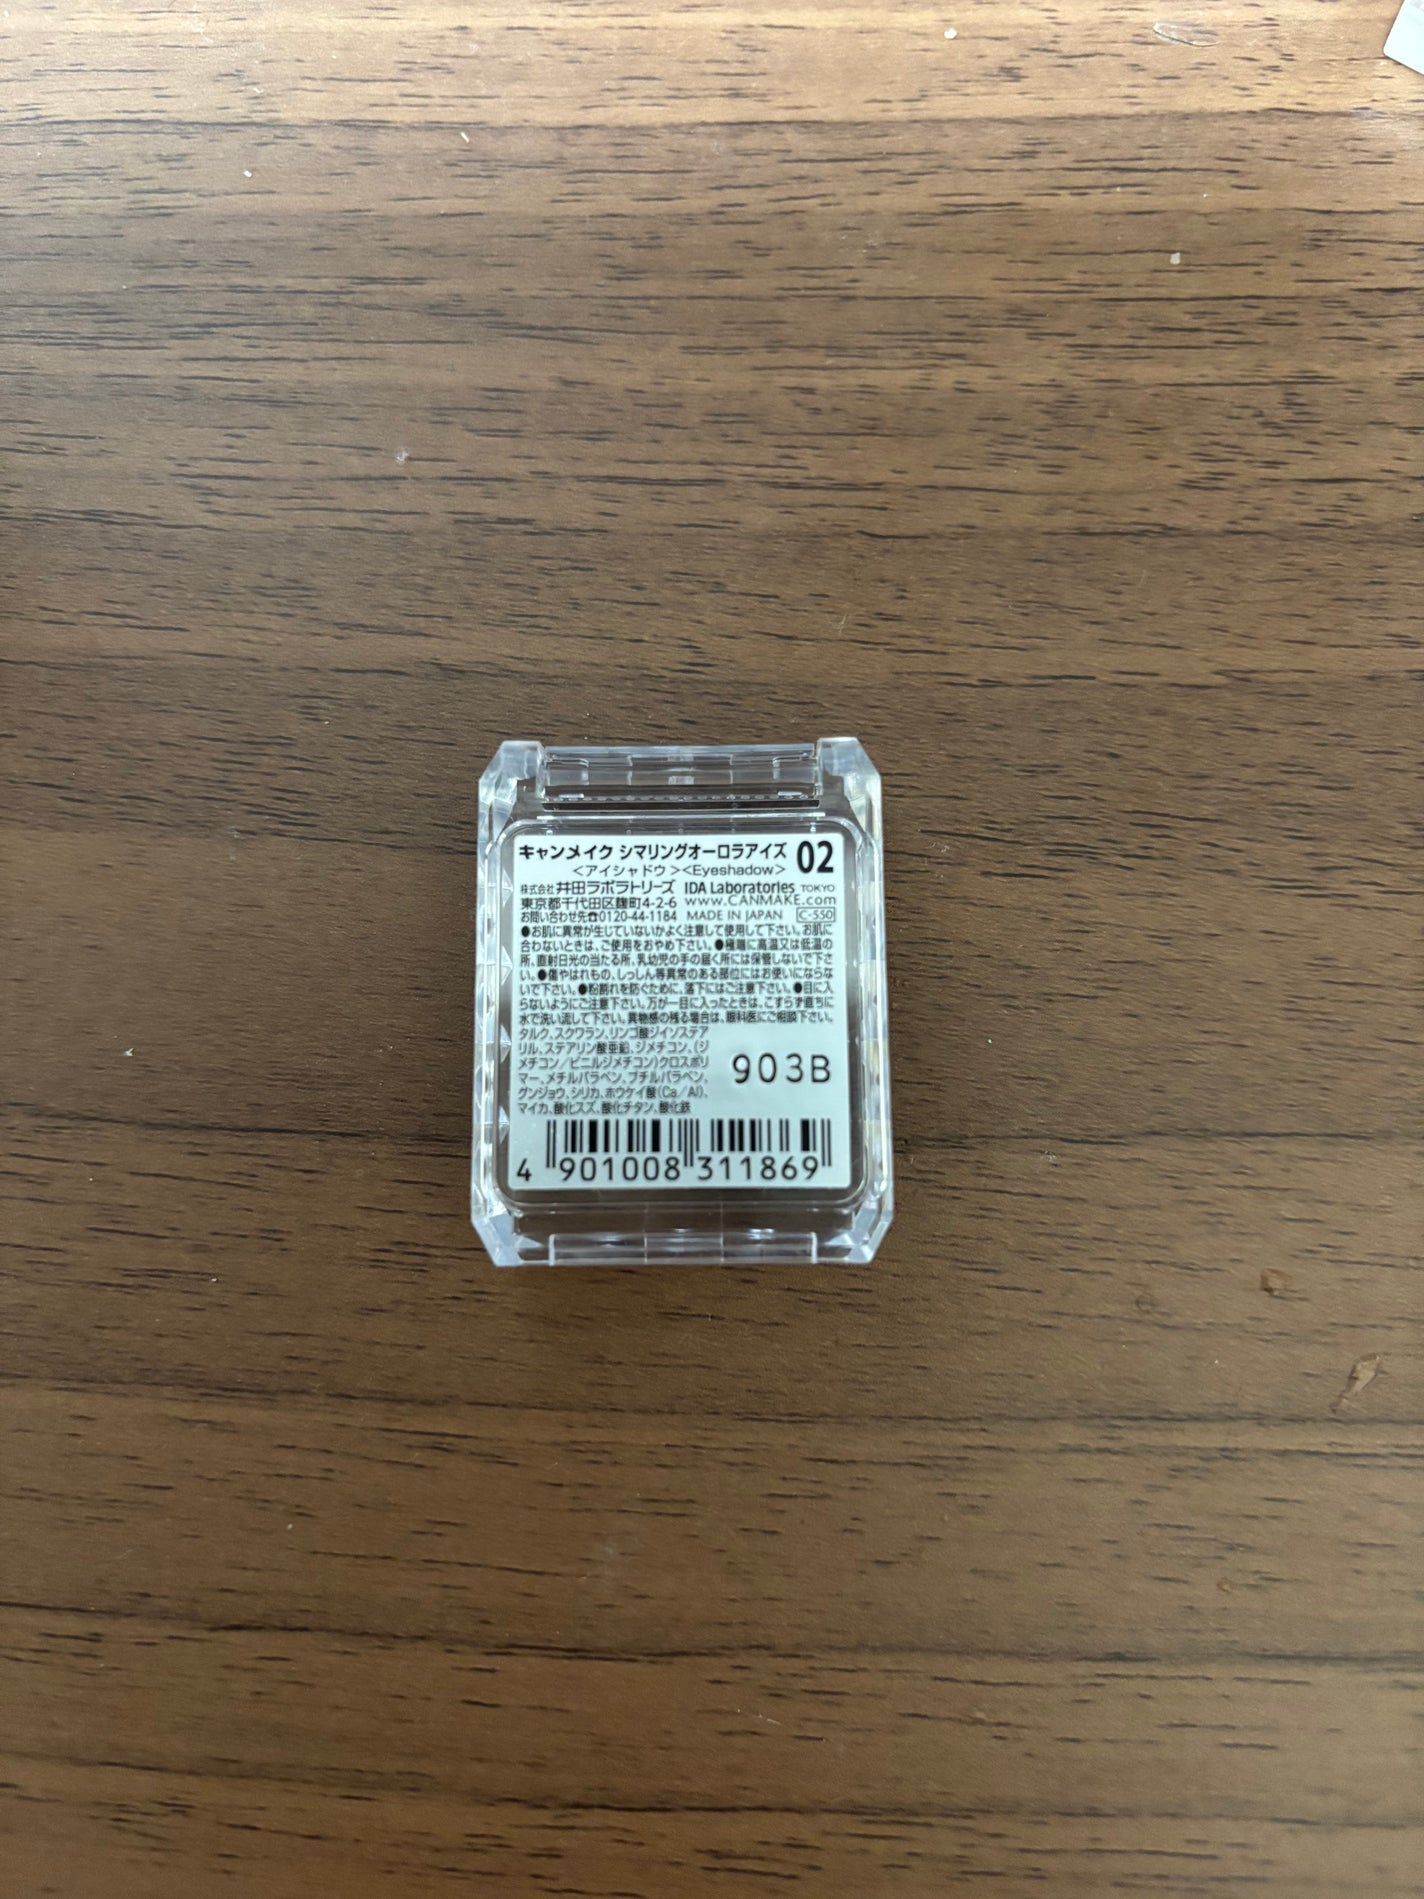 キャンメイク シマリングオーロラアイズ 02
＜アイシャドウ＞＜Eyeshadow＞
株式会社 井田ラボラトリーズ IDA Laboratories TOKYO
東京都千代田区麹町4-2-6 www.CANMAKE.com
お問い合わせ先☎0120-44-1184 MADE IN JAPAN C-550
●お肌に異常が生じていないかよく注意して使用して下さい。お肌に
合わないときは、ご使用をおやめ下さい。●極端に高温又は低温の
所、直射日光の当たる所、乳幼児の手の届く所には保管しないで下さ
い。●傷やはれもの、しっしん等異常のある部位にはお使いにならな
いで下さい。●粉割れを防ぐために、落下にはご注意下さい。●目に入
らないようにご注意下さい。万が一目に入ったときは、こすらず直ちに
水で洗い流して下さい。異物感の残る場合は、眼科医にご相談下さい。
タルク、スクワラン、リンゴ酸ジイソステア
リル、ステアリン酸亜鉛、ジメチコン、(ジ
メチコン／ビニルジメチコン)クロスポリ
マー、メチルパラベン、ブチルパラベン、
グンジョウ、シリカ、ホウケイ酸(Ca／Al)、
マイカ、酸化スズ、酸化チタン、酸化鉄
903B
4 901008 311869